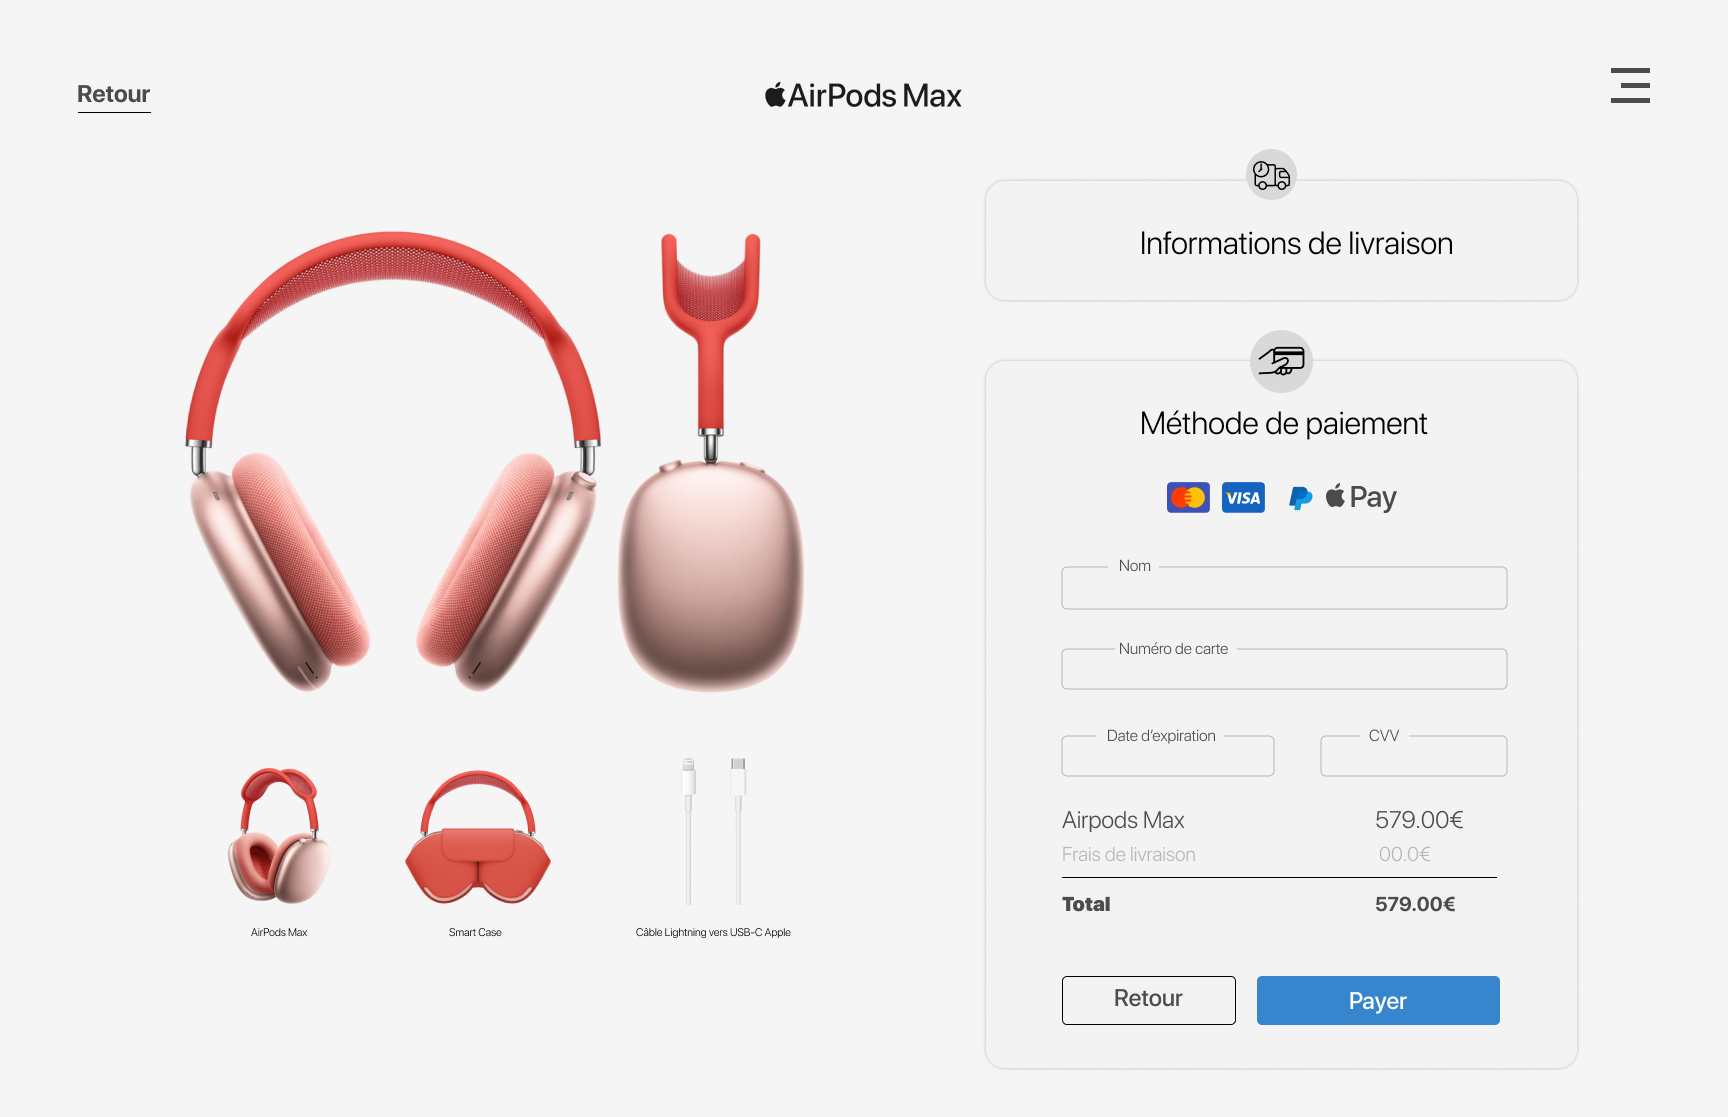 Retour
AirPods Max
Informations de livraison
Méthode de paiement
VISA
Pay
Nom
Numéro de carte
Date d’expiration
CVV
Airpods Max 579.00€
Frais de livraison 00.0€
Total 579.00€
Retour
Payer
AirPods Max
Smart Case
Câble Lightning vers USB-C Apple